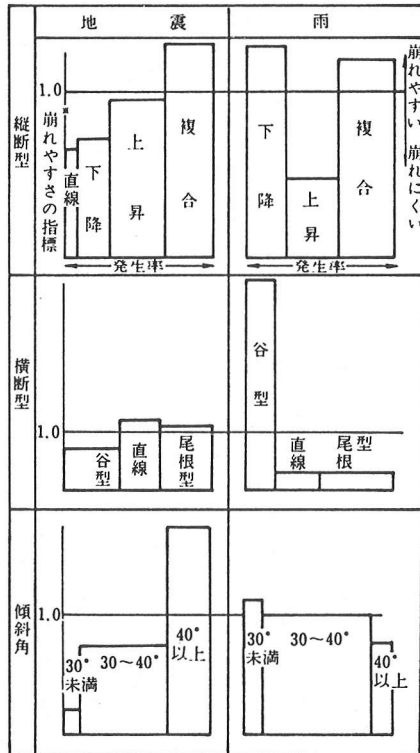 地 震
雨
縦断型
1.0
崩れやすさの指標
直線
下降
上昇
複合
発生率
下降
上昇
複合
崩れやすい 崩れにくい
発生率
横断型
1.0
谷型
直線
尾根型
谷型
直線
尾型根
傾斜角
1.0
30°未満
30~40°
40°以上
30°未満
30~40°
40°以上